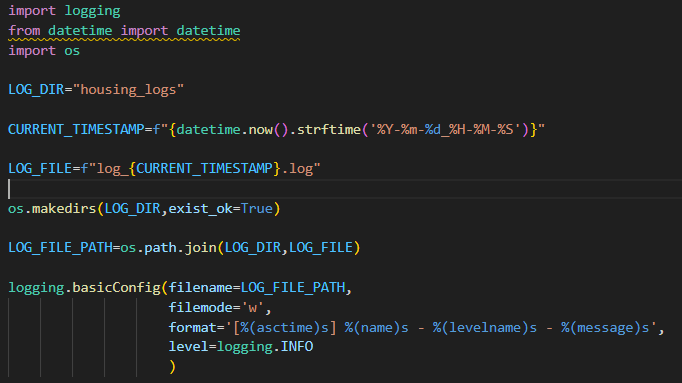 import logging
from datetime import datetime
import os
LOG_DIR="housing_logs"
CURRENT_TIMESTAMP=f"{datetime.now().strftime('%Y-%m-%d_%H-%M-%S')}"
LOG_FILE=f"log_{CURRENT_TIMESTAMP}.log"
os.makedirs(LOG_DIR,exist_ok=True)
LOG_FILE_PATH=os.path.join(LOG_DIR,LOG_FILE)
logging.basicConfig(filename=LOG_FILE_PATH,
                    filemode='w',
                    format='[%(asctime)s] %(name)s - %(levelname)s - %(message)s',
                    level=logging.INFO
                    )